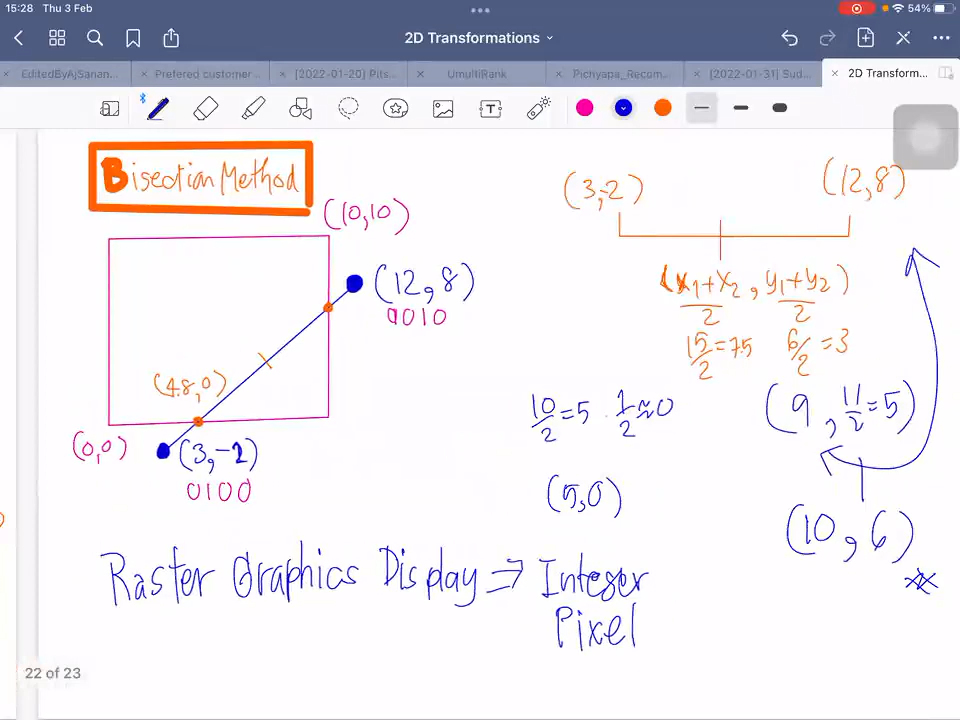 15:28 Thu 3 Feb
54%
2D Transformations
EditedByAjSanan...
Prefered customer...
[2022-01-20] Pits...
UmultiRank
Pichyapa_Recom...
[2022-01-31] Sud...
2D Transform...
Bisection Method
(10,10)
(12,8)
0010
(4.8,0)
(0,0)
(3,-2)
0100
(3,-2)
(12,8)
(x₁+x₂/2, y₁+y₂/2)
15/2=7.5 6/2=3
10/2=5 1/2≈0
(9, 11/2=5)
(5,0)
(10,6)
Raster Graphics Display ⇒ Integer
Pixel
22 of 23